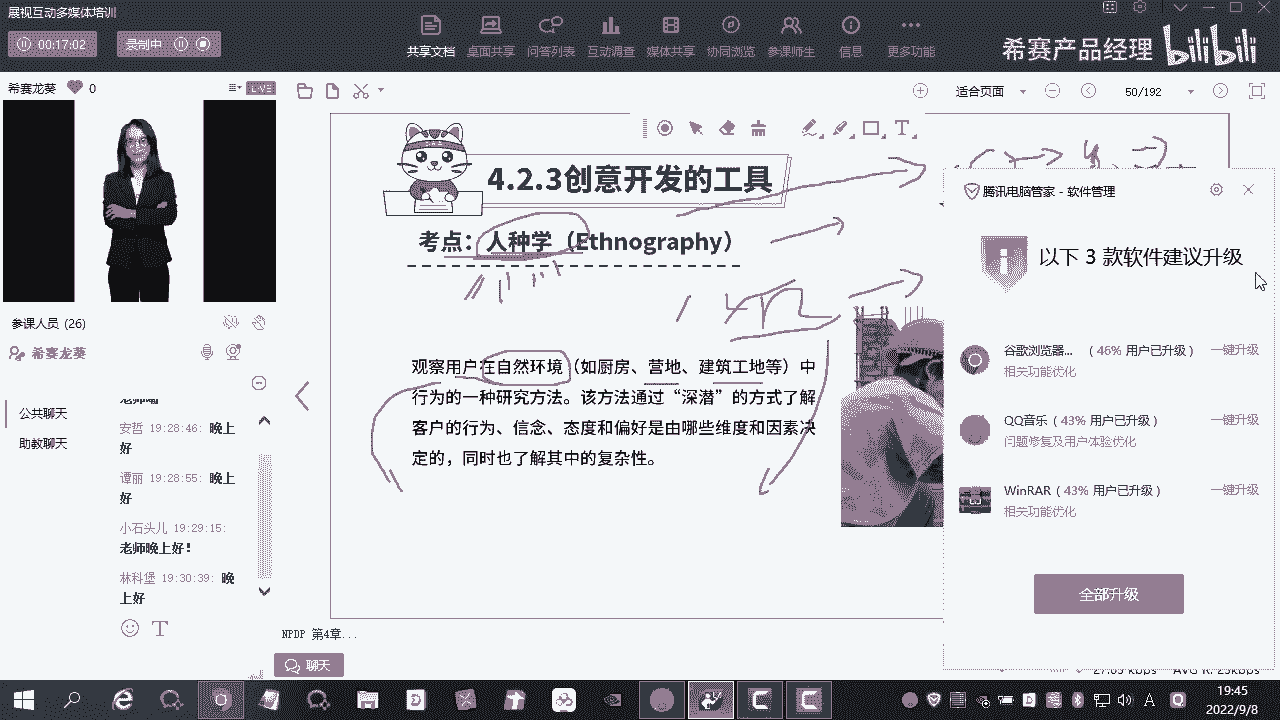 展视互动多媒体培训
00:17:02
录制中
共享文档
桌面共享
问答列表
互动调查
媒体共享
协同浏览
参课师生
信息
更多功能
希赛产品经理
bilibili
希赛龙葵
0
LIVE
适合页面
50/192
参课人员 (26)
希赛龙葵
公共聊天
助教聊天
安哲 19:28:46: 晚上
好
谭丽 19:28:55: 晚上
好
小石头儿 19:29:15:
老师晚上好!
林科堡 19:30:39: 晚
上好
4.2.3创意开发的工具
考点：人种学（Ethnography）
观察用户在自然环境（如厨房、营地、建筑工地等）中
行为的一种研究方法。该方法通过“深潜”的方式了解
客户的行为、信念、态度和偏好是由哪些维度和因素决
定的，同时也了解其中的复杂性。
NPDP 第4章...
聊天
腾讯电脑管家 - 软件管理
以下 3 款软件建议升级
谷歌浏览器... （ 46% 用户已升级 ）
一键升级
相关功能优化
QQ音乐（ 43% 用户已升级 ）
一键升级
问题修复及用户体验优化
WinRAR（ 43% 用户已升级 ）
一键升级
相关功能优化
全部升级
19:45
2022/9/8